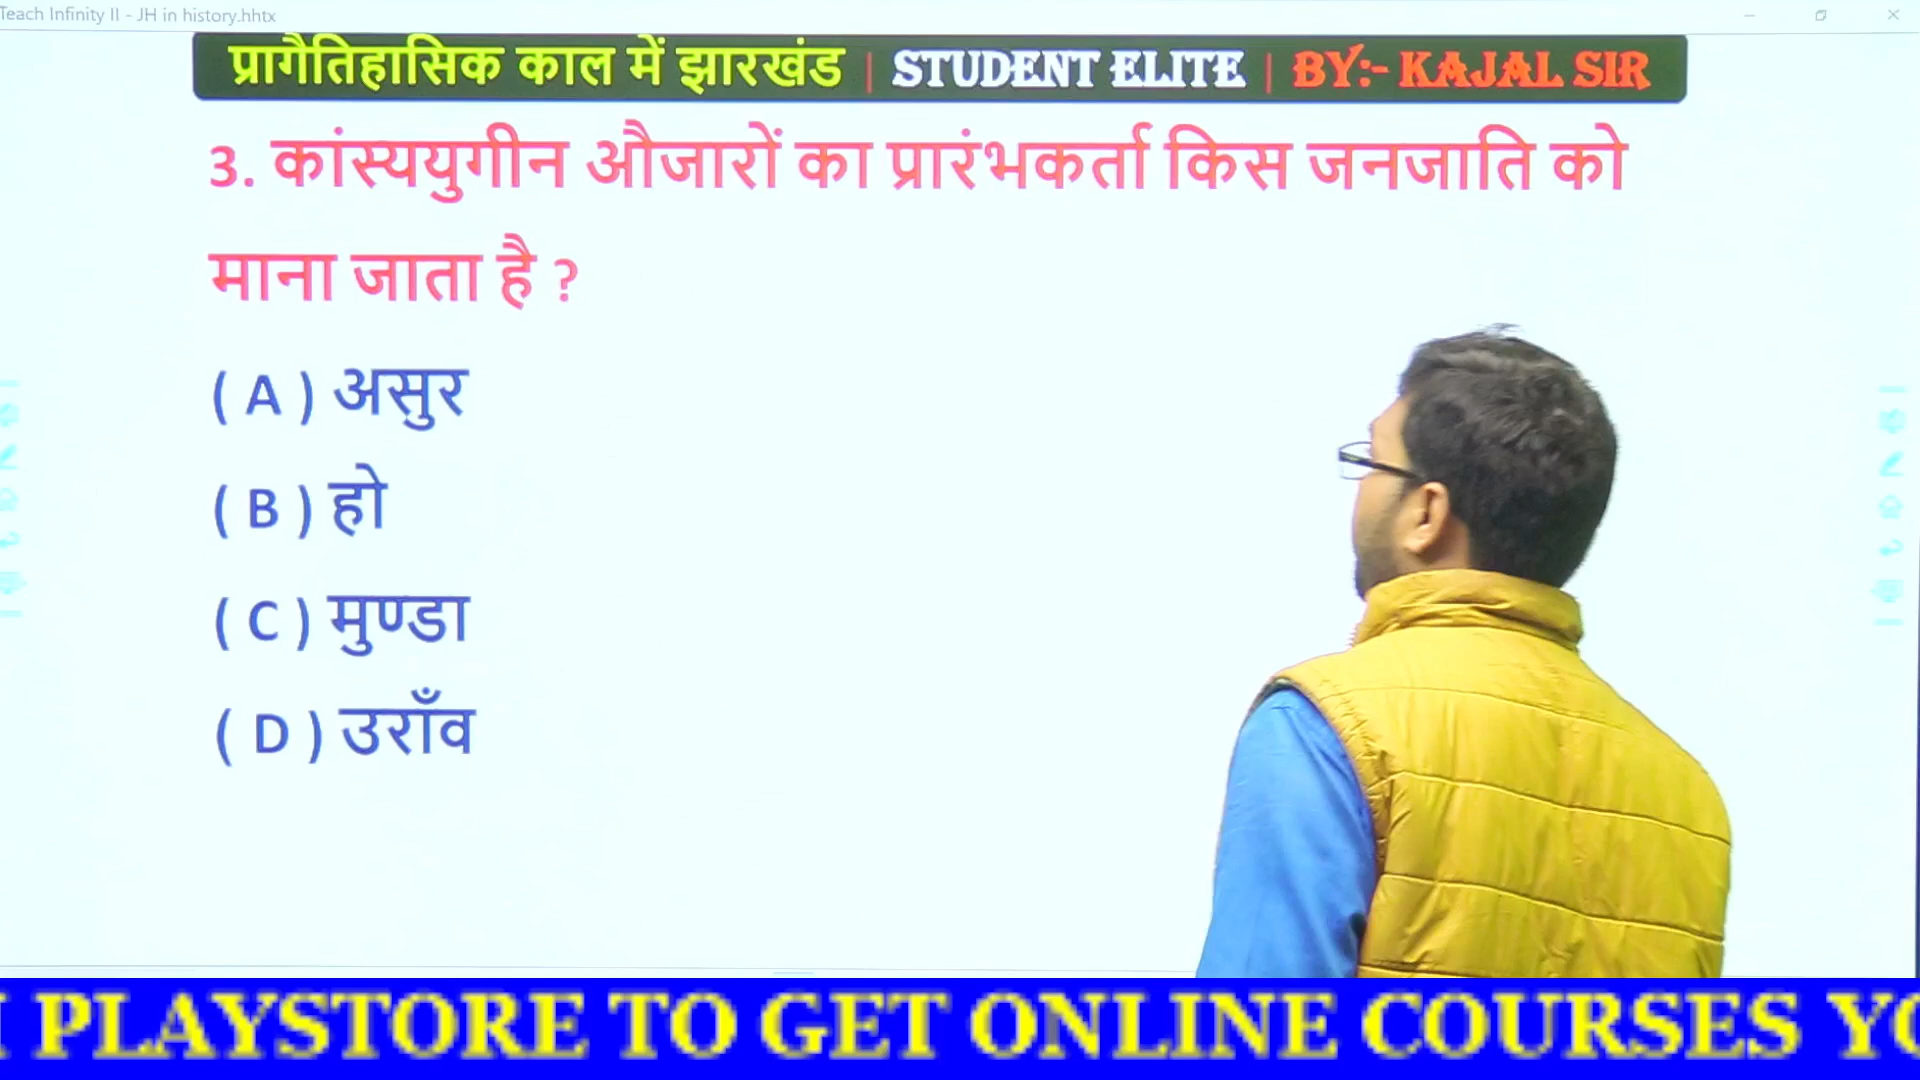 Teach Infinity II - JH in history.hhtx
प्रागैतिहासिक काल में झारखंड | STUDENT ELITE | BY:- KAJAL SIR
3. कांस्ययुगीन औजारों का प्रारंभकर्ता किस जनजाति को
माना जाता है ?
( A ) असुर
( B ) हो
( C ) मुण्डा
( D ) उराँव
PLAYSTORE TO GET ONLINE COURSES